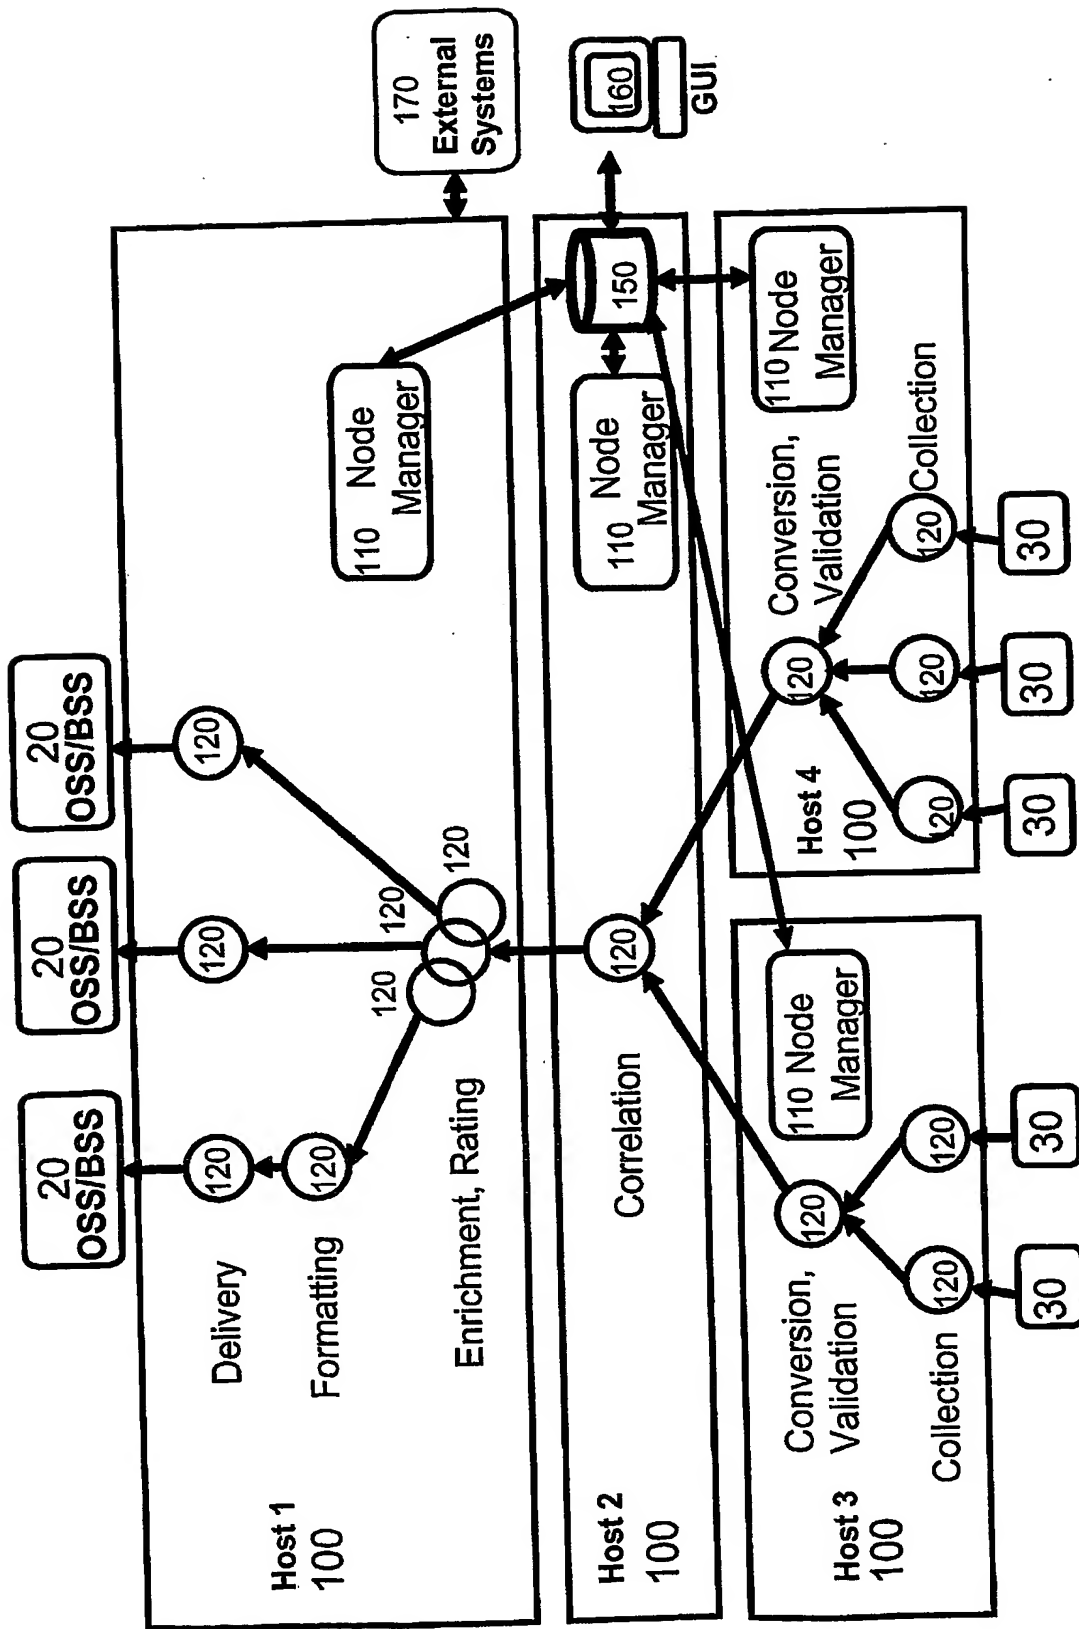 20
OSS/BSS
20
OSS/BSS
20
OSS/BSS
Delivery
120
120
120
Formatting
120
Enrichment, Rating
120
120
120
Host 1
100
110 Node
Manager
170
External
Systems
Host 2
100
Correlation
120
110 Node
Manager
150
160
GUI
Host 3
100
Conversion,
Validation
120
110 Node
Manager
Collection
120
120
30
30
Host 4
100
Conversion,
Validation
120
110 Node
Manager
Collection
120
120
120
30
30
30